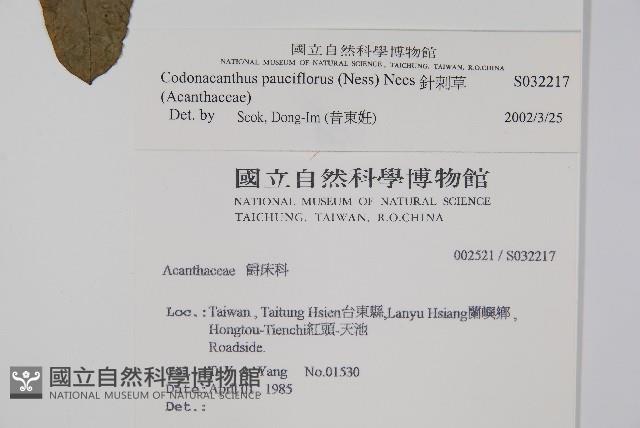 國立自然科學博物館
NATIONAL MUSEUM OF NATURAL SCIENCE, TAICHUNG, TAIWAN, R.O.CHINA
Codonacanthus pauciflorus (Ness) Nees 針刺草 S032217
(Acanthaceae)
Det. by Seok, Dong-Im (昔東妊) 2002/3/25
國立自然科學博物館
NATIONAL MUSEUM OF NATURAL SCIENCE
TAICHUNG, TAIWAN, R.O.CHINA
002521 / S032217
Acanthaceae 爵床科
Loc.:Taiwan, Taitung Hsien台東縣,Lanyu Hsiang蘭嶼鄉,
Hongtou-Tienchi紅頭-天池
Roadside.
Yang No.01530
Date:April 01, 1985
Det.:
國立自然科學博物館
NATIONAL MUSEUM OF NATURAL SCIENCE